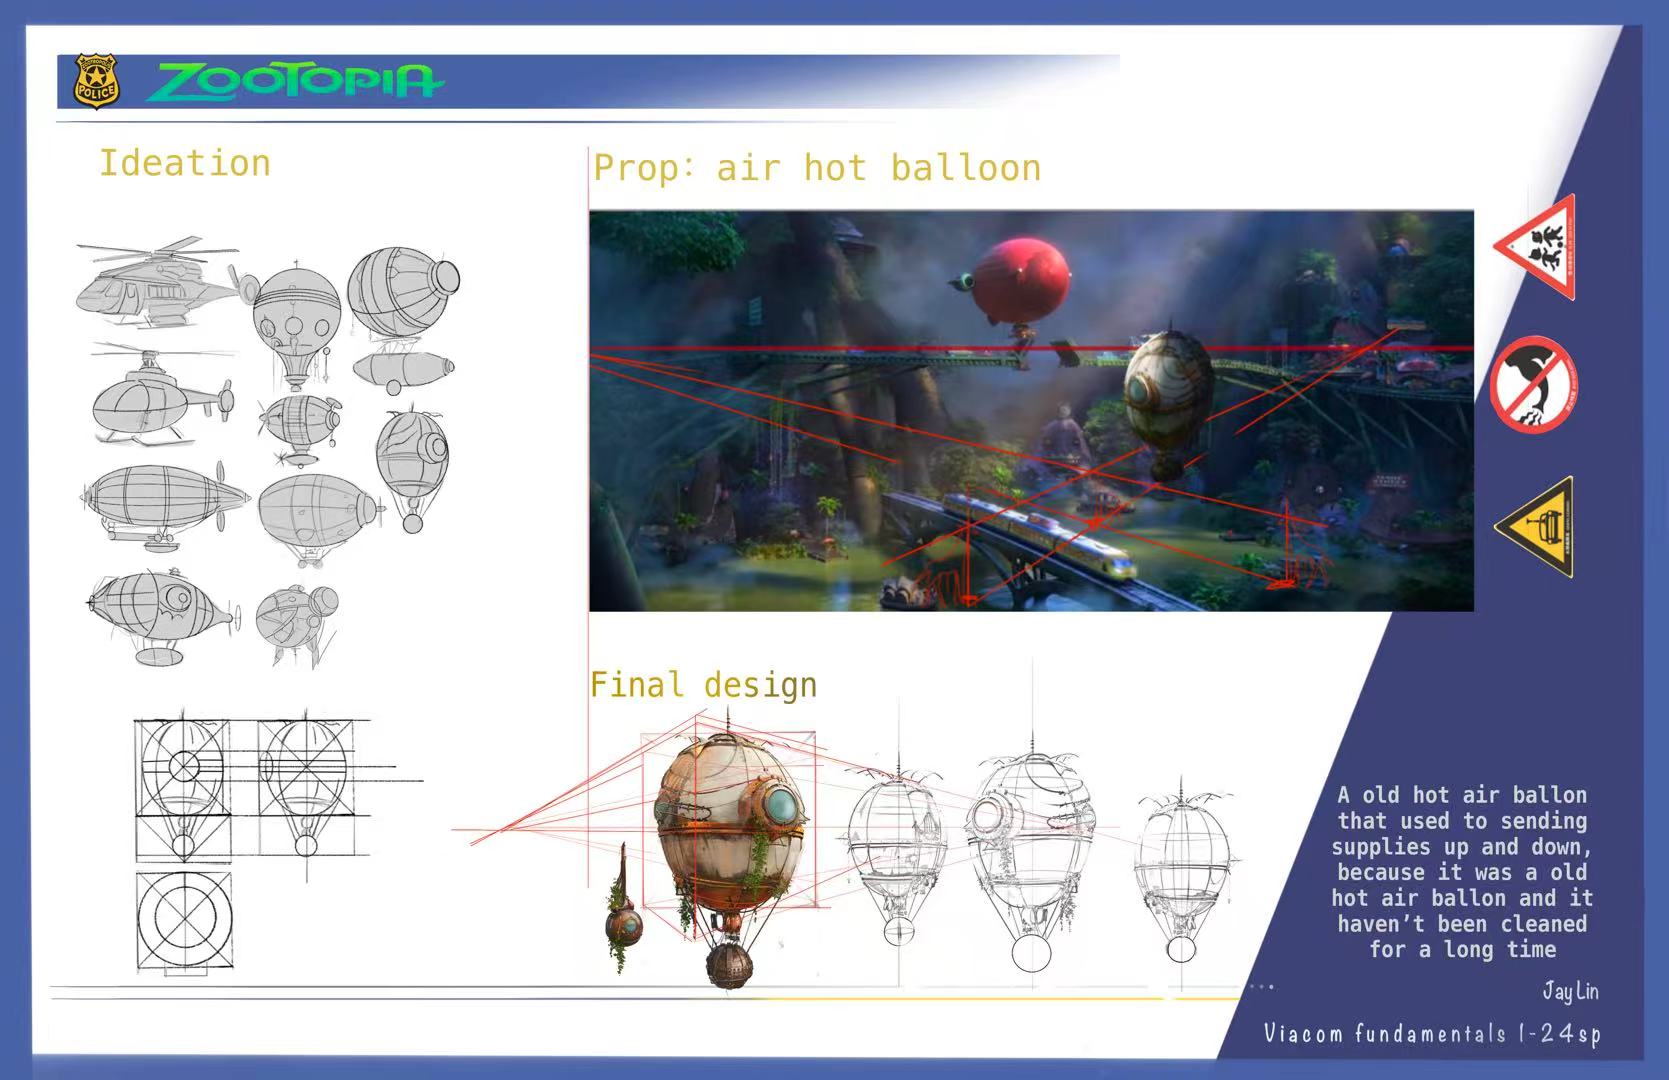 POLICE
ZOOTOPIA
Ideation
Prop: air hot balloon
Final design
A old hot air ballon
that used to sending
supplies up and down,
because it was a old
hot air ballon and it
haven't been cleaned
for a long time
Jay Lin
Viacom fundamentals 1-24sp